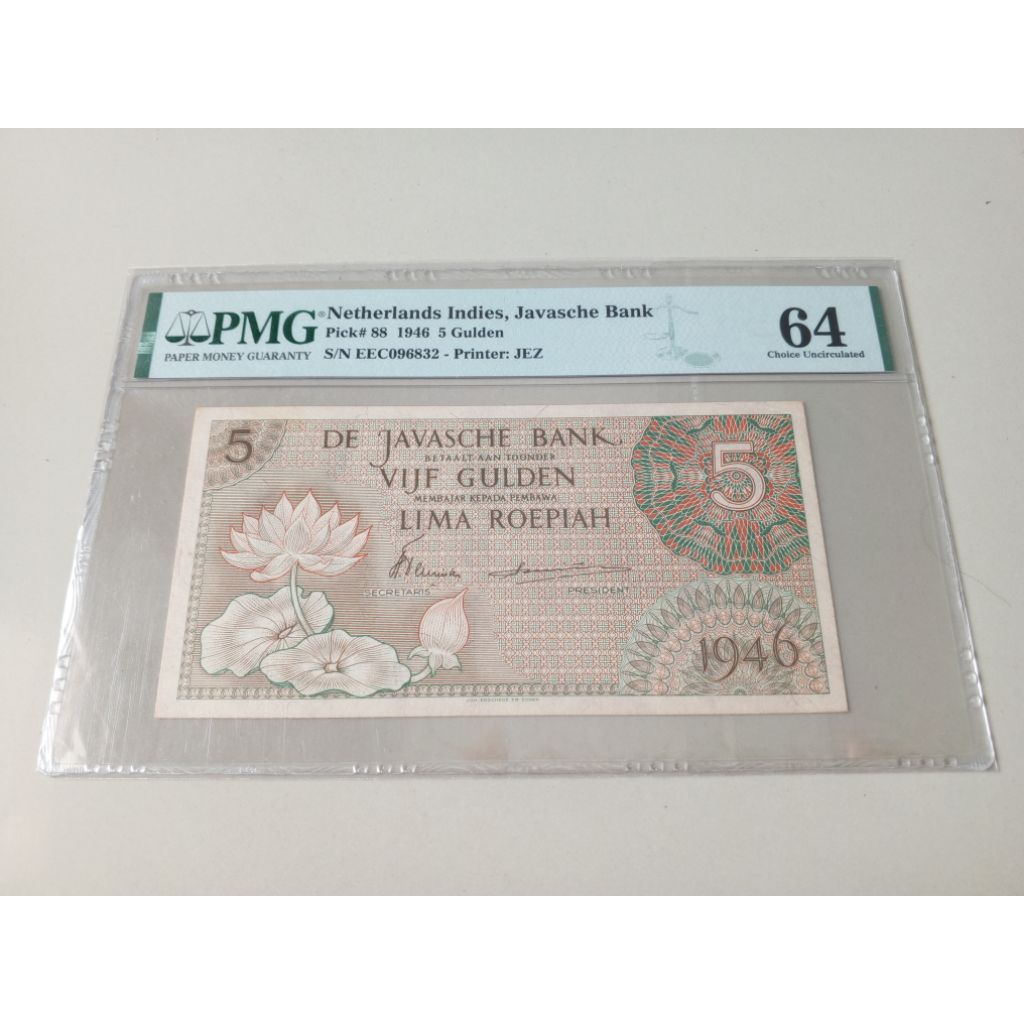 PMG®
PAPER MONEY GUARANTY
Netherlands Indies, Javasche Bank
Pick# 88 1946 5 Gulden
S/N EEC096832 - Printer: JEZ
64
Choice Uncirculated
5
DE JAVASCHE BANK
BETAALT AAN TOONDER
VIJF GULDEN
MEMBAJAR KEPADA PEMBAWA
LIMA ROEPIAH
5
SECRETARIS
PRESIDENT
1946